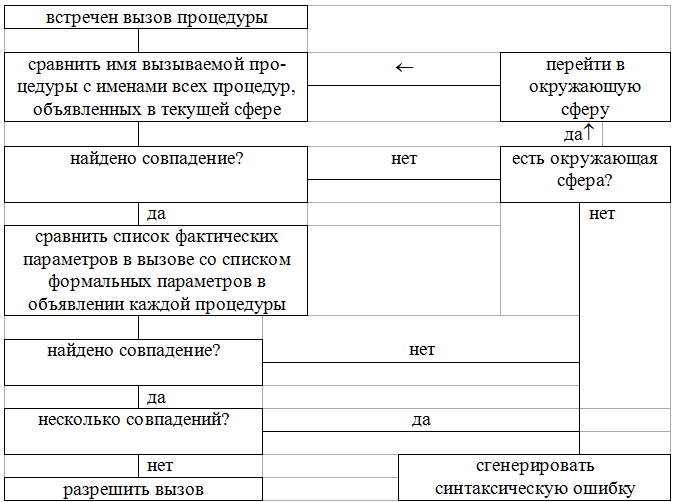 встречен вызов процедуры
сравнить имя вызываемой про-
цедуры с именами всех процедур,
объявленных в текущей сфере
←
перейти в
окружающую
сферу
да↑
найдено совпадение?
нет
есть окружающая
сфера?
да
нет
сравнить список фактических
параметров в вызове со списком
формальных параметров в
объявлении каждой процедуры
найдено совпадение?
нет
да
несколько совпадений?
да
нет
сгенерировать
синтаксическую ошибку
разрешить вызов